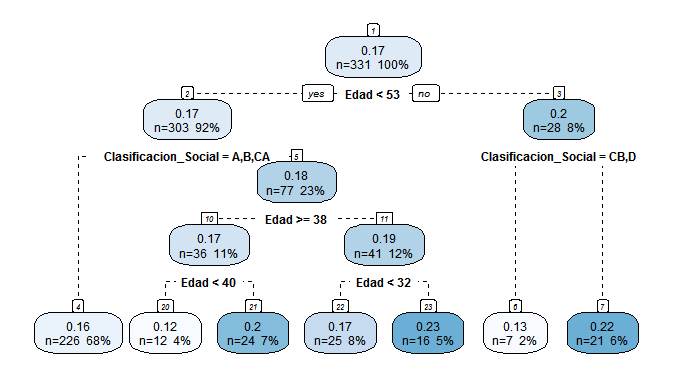 1
0.17
n=331 100%
yes Edad < 53 no
2
0.17
n=303 92%
3
0.2
n=28 8%
Clasificacion_Social = A,B,CA
Clasificacion_Social = CB,D
5
0.18
n=77 23%
Edad >= 38
10
0.17
n=36 11%
11
0.19
n=41 12%
Edad < 40
Edad < 32
4
0.16
n=226 68%
20
0.12
n=12 4%
21
0.2
n=24 7%
22
0.17
n=25 8%
23
0.23
n=16 5%
6
0.13
n=7 2%
7
0.22
n=21 6%